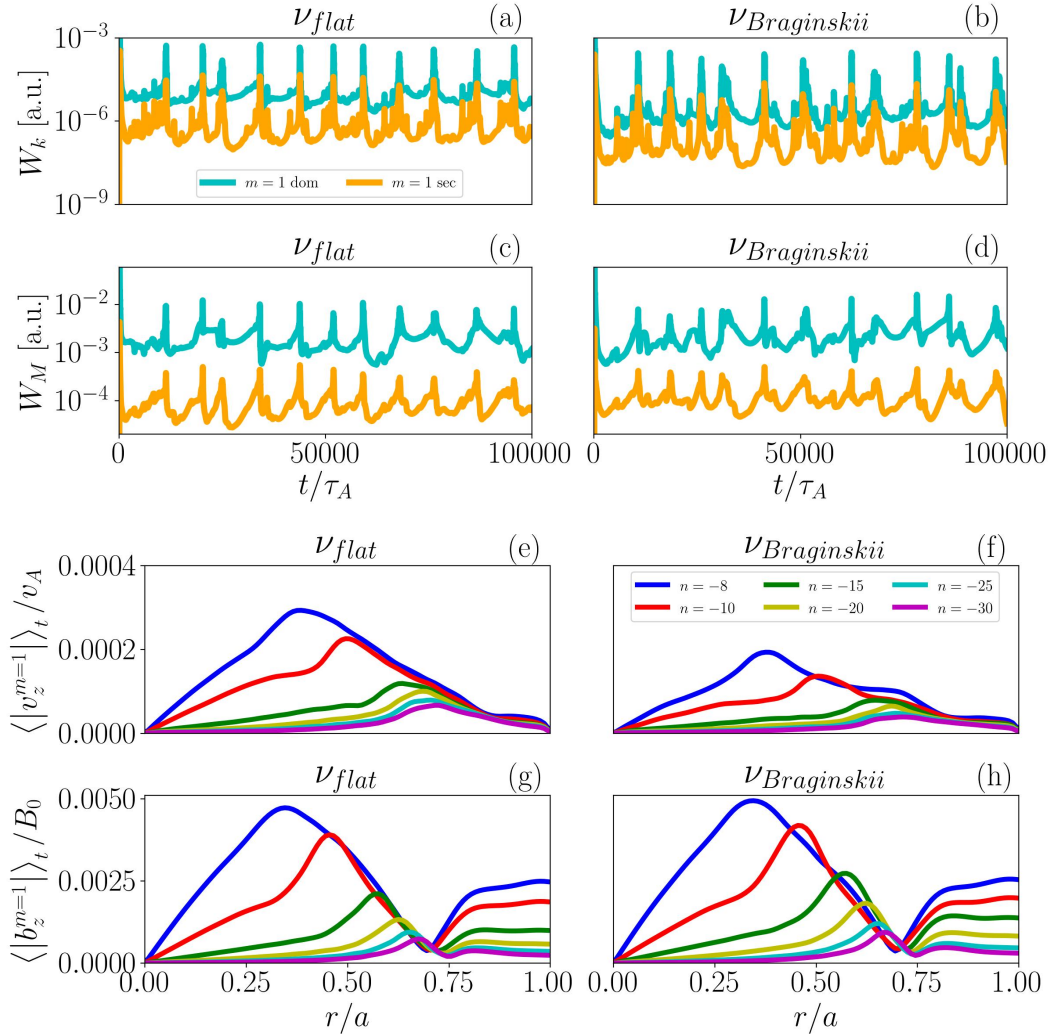 ν_flat (a) ν_Braginskii (b)
W_k [a.u.]
10⁻³
10⁻⁶
10⁻⁹
m = 1 dom m = 1 sec
ν_flat (c) ν_Braginskii (d)
W_M [a.u.]
10⁻²
10⁻³
10⁻⁴
0 50000 100000 0 50000 100000
t/τ_A t/τ_A
ν_flat (e) ν_Braginskii (f)
⟨|v_z^{m=1}|⟩_t/v_A
0.0004
0.0002
0.0000
n = −8 n = −15 n = −25
n = −10 n = −20 n = −30
ν_flat (g) ν_Braginskii (h)
⟨|b_z^{m=1}|⟩_t/B_0
0.0050
0.0025
0.0000
0.00 0.25 0.50 0.75 1.00 0.00 0.25 0.50 0.75 1.00
r/a r/a